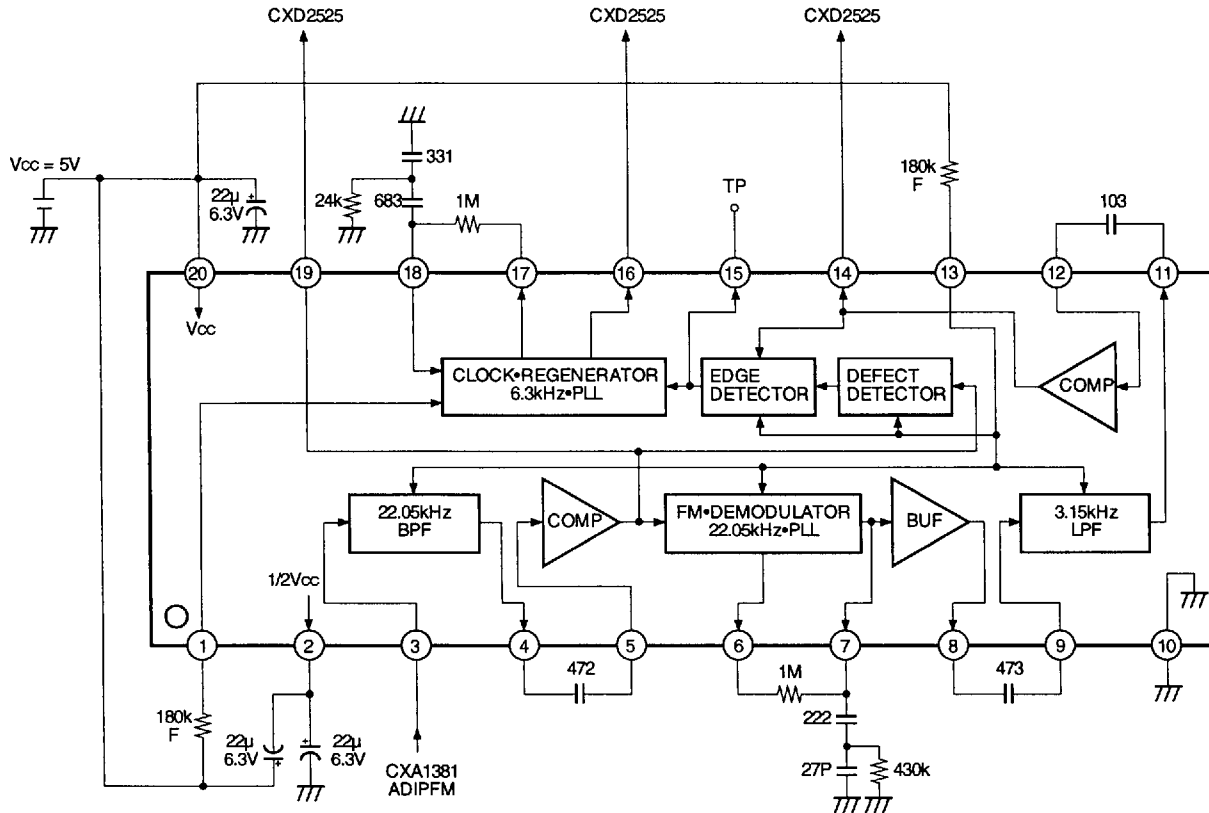 CXD2525 CXD2525 CXD2525
331
Vcc = 5V
22μ
6.3V
24k
683
1M
TP
180k
F
103
20 19 18 17 16 15 14 13 12 11
Vcc
CLOCK•REGENERATOR
6.3kHz•PLL
EDGE
DETECTOR
DEFECT
DETECTOR
COMP
22.05kHz
BPF
COMP
FM•DEMODULATOR
22.05kHz•PLL
BUF
3.15kHz
LPF
1/2Vcc
1 2 3 4 5 6 7 8 9 10
472
1M
473
180k
F
22μ
6.3V
22μ
6.3V
222
27P
430k
CXA1381
ADIPFM